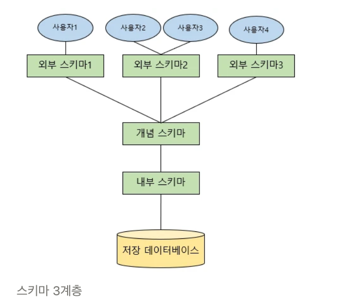 사용자1 사용자2 사용자3 사용자4
외부 스키마1 외부 스키마2 외부 스키마3
개념 스키마
내부 스키마
저장 데이터베이스
스키마 3계층